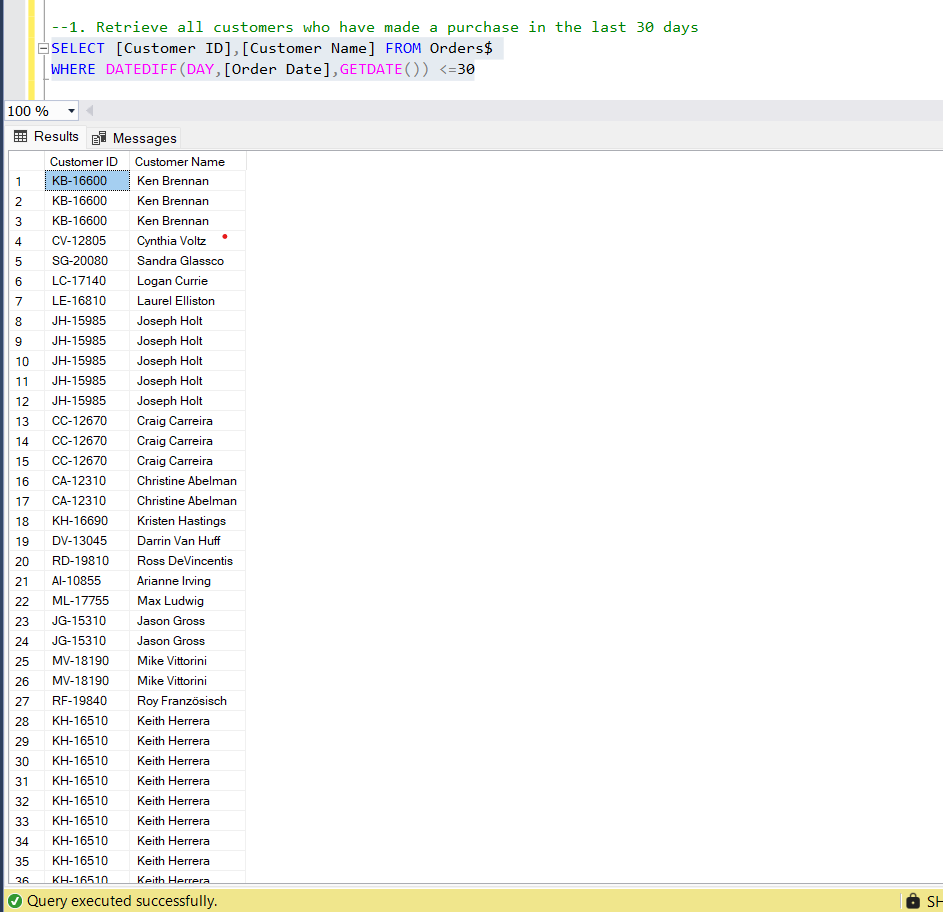 --1. Retrieve all customers who have made a purchase in the last 30 days
SELECT [Customer ID],[Customer Name] FROM Orders$
WHERE DATEDIFF(DAY,[Order Date],GETDATE()) <=30
100 %
Results Messages
Customer ID Customer Name
1 KB-16600 Ken Brennan
2 KB-16600 Ken Brennan
3 KB-16600 Ken Brennan
4 CV-12805 Cynthia Voltz
5 SG-20080 Sandra Glassco
6 LC-17140 Logan Currie
7 LE-16810 Laurel Elliston
8 JH-15985 Joseph Holt
9 JH-15985 Joseph Holt
10 JH-15985 Joseph Holt
11 JH-15985 Joseph Holt
12 JH-15985 Joseph Holt
13 CC-12670 Craig Carreira
14 CC-12670 Craig Carreira
15 CC-12670 Craig Carreira
16 CA-12310 Christine Abelman
17 CA-12310 Christine Abelman
18 KH-16690 Kristen Hastings
19 DV-13045 Darrin Van Huff
20 RD-19810 Ross DeVincentis
21 AI-10855 Arianne Irving
22 ML-17755 Max Ludwig
23 JG-15310 Jason Gross
24 JG-15310 Jason Gross
25 MV-18190 Mike Vittorini
26 MV-18190 Mike Vittorini
27 RF-19840 Roy Französisch
28 KH-16510 Keith Herrera
29 KH-16510 Keith Herrera
30 KH-16510 Keith Herrera
31 KH-16510 Keith Herrera
32 KH-16510 Keith Herrera
33 KH-16510 Keith Herrera
34 KH-16510 Keith Herrera
35 KH-16510 Keith Herrera
36 KH-16510 Keith Herrera
Query executed successfully. SH